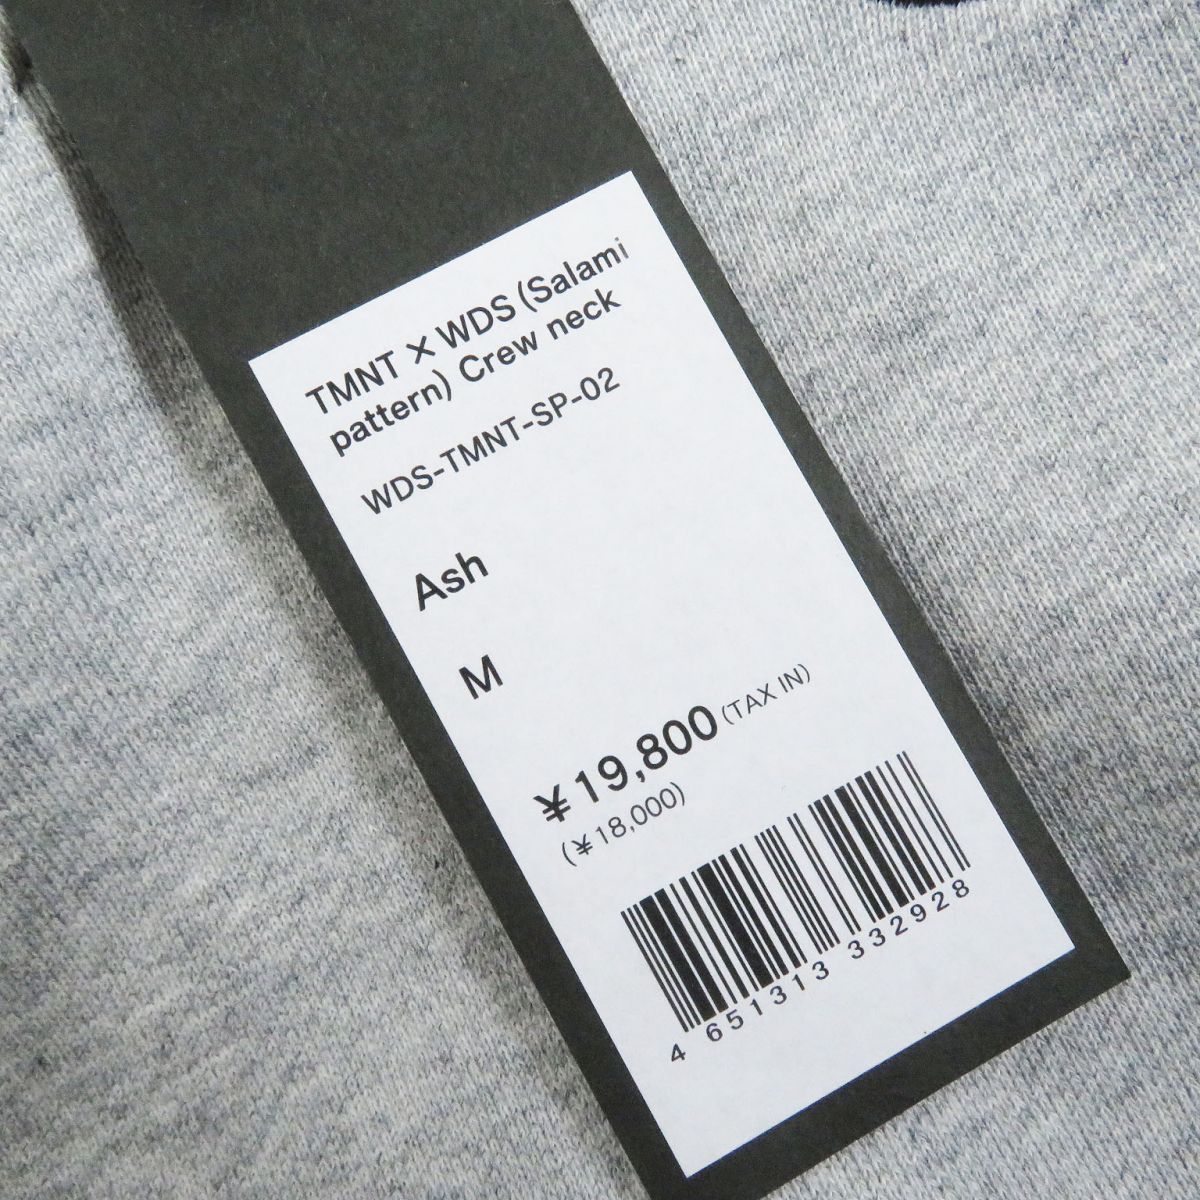 TMNT × WDS (Salami
pattern) Crew neck
WDS-TMNT-SP-02
Ash
M
¥19,800 (TAX IN)
(¥18,000)
4 651313 332928